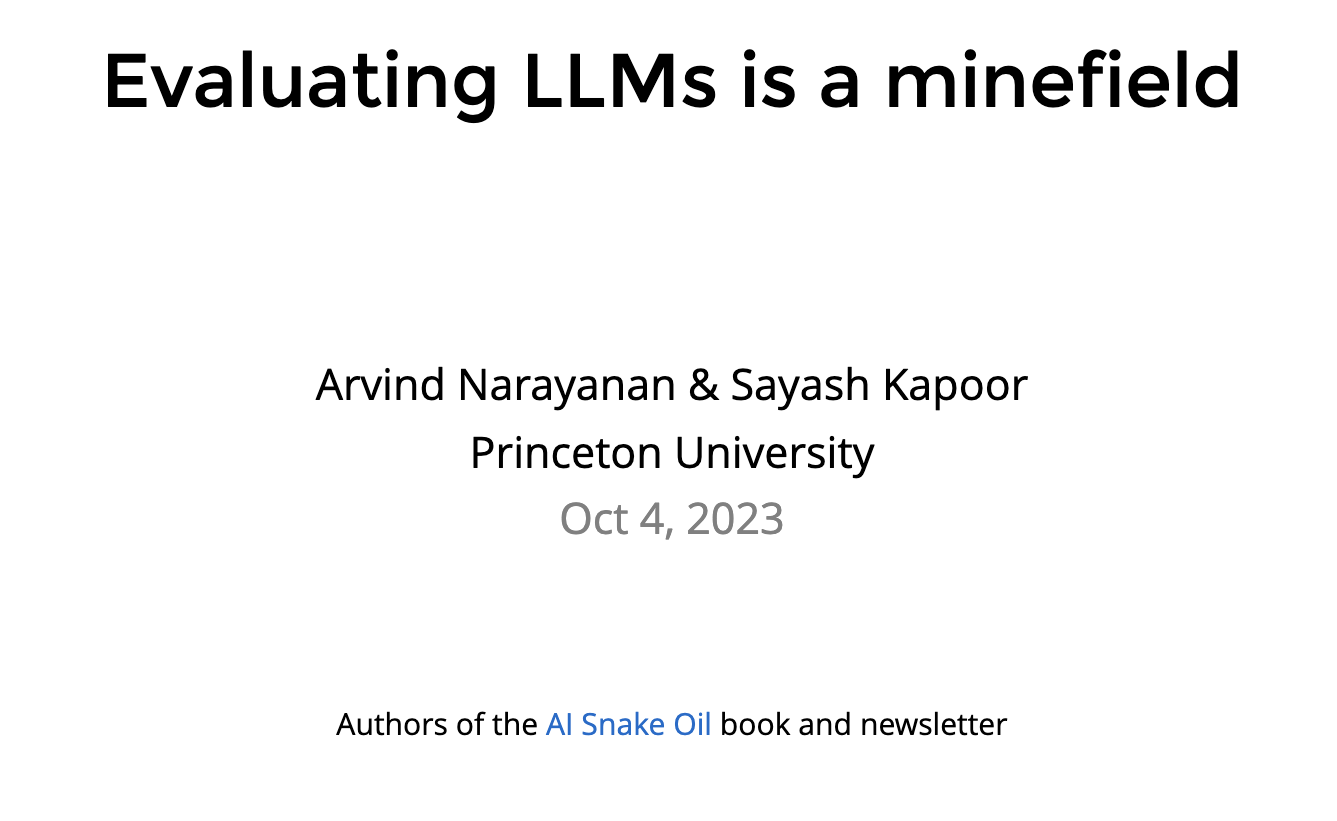 Evaluating LLMs is a minefield
Arvind Narayanan & Sayash Kapoor
Princeton University
Oct 4, 2023
Authors of the AI Snake Oil book and newsletter